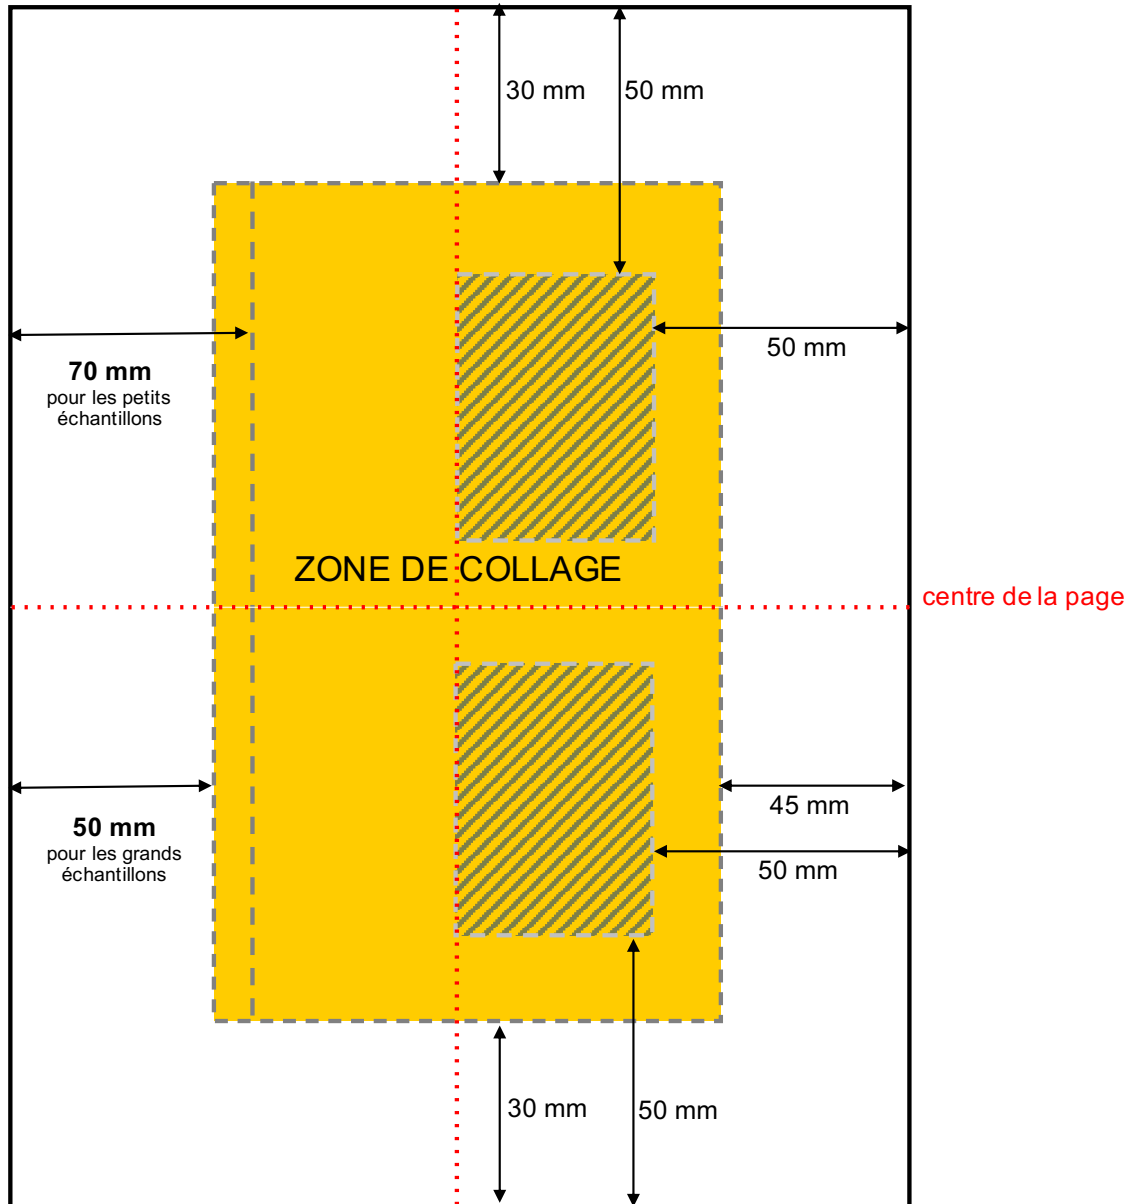 30 mm
50 mm
50 mm
70 mm
pour les petits
échantillons
ZONE DE COLLAGE
centre de la page
45 mm
50 mm
pour les grands
échantillons
50 mm
30 mm
50 mm